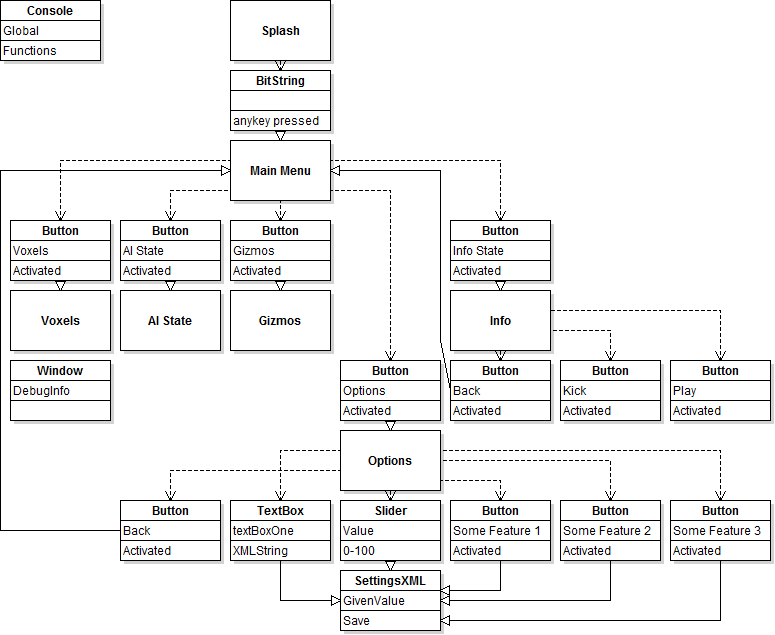 Console
Global
Functions
Splash
BitString
anykey pressed
Main Menu
Button
Voxels
Activated
Button
AI State
Activated
Button
Gizmos
Activated
Button
Info State
Activated
Voxels
AI State
Gizmos
Info
Window
DebugInfo
Button
Options
Activated
Button
Back
Activated
Button
Kick
Activated
Button
Play
Activated
Options
Button
Back
Activated
TextBox
textBoxOne
XMLString
Slider
Value
0-100
Button
Some Feature 1
Activated
Button
Some Feature 2
Activated
Button
Some Feature 3
Activated
SettingsXML
GivenValue
Save